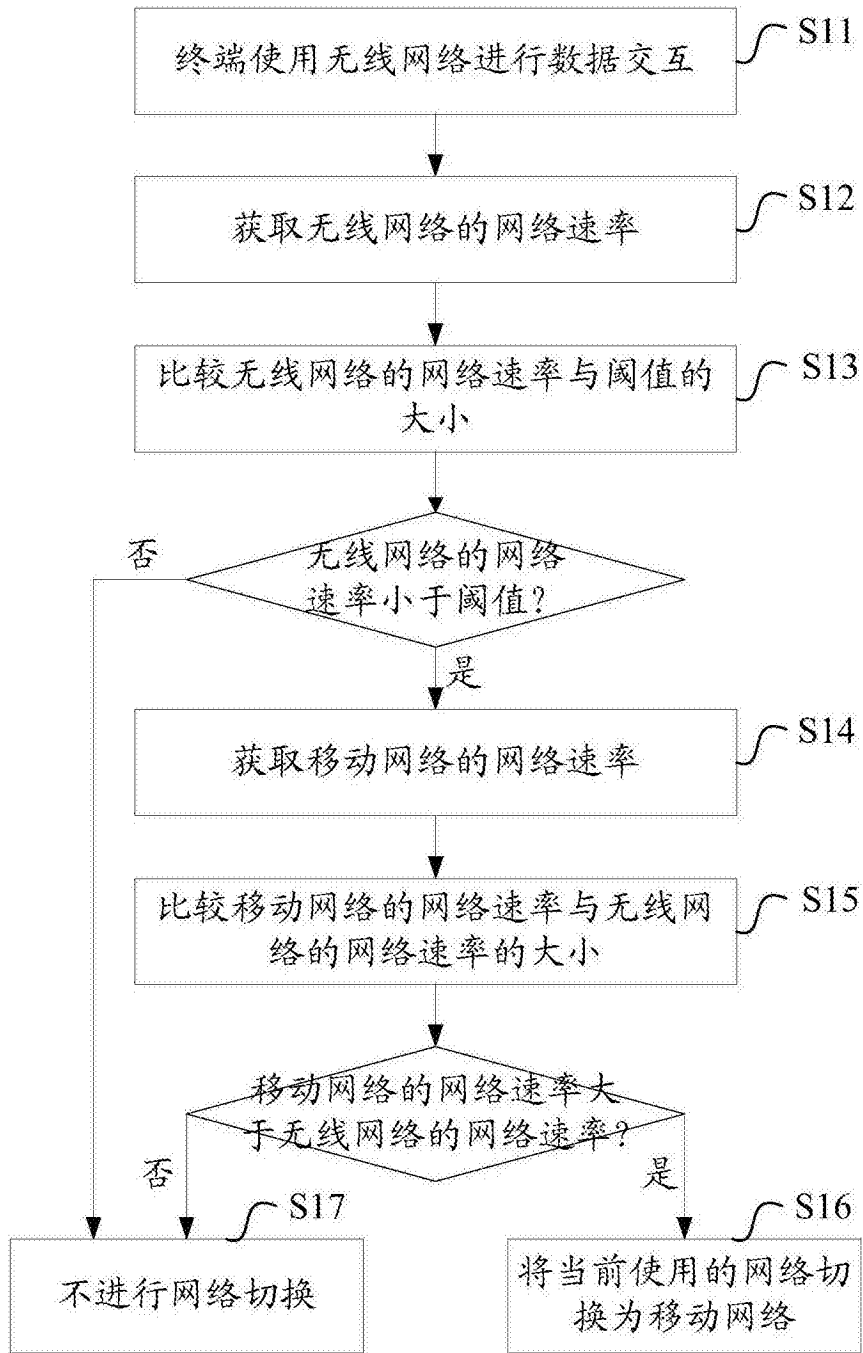 终端使用无线网络进行数据交互
S11
获取无线网络的网络速率
S12
比较无线网络的网络速率与阈值的
大小
S13
无线网络的网络
速率小于阈值？
否
是
获取移动网络的网络速率
S14
比较移动网络的网络速率与无线网
络的网络速率的大小
S15
移动网络的网络速率大
于无线网络的网络速率？
否
是
S17
不进行网络切换
S16
将当前使用的网络切
换为移动网络